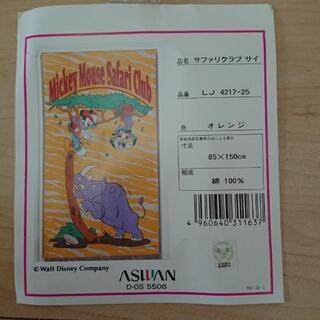 Mickey Mouse Safari Club
品名 サファリクラブ サイ
品番 LJ 4217-25
色 オレンジ
寸法 85×150cm
組成 綿 100%
4 960640 311637
© Walt Disney Company
ASWAN
D-OS 5508